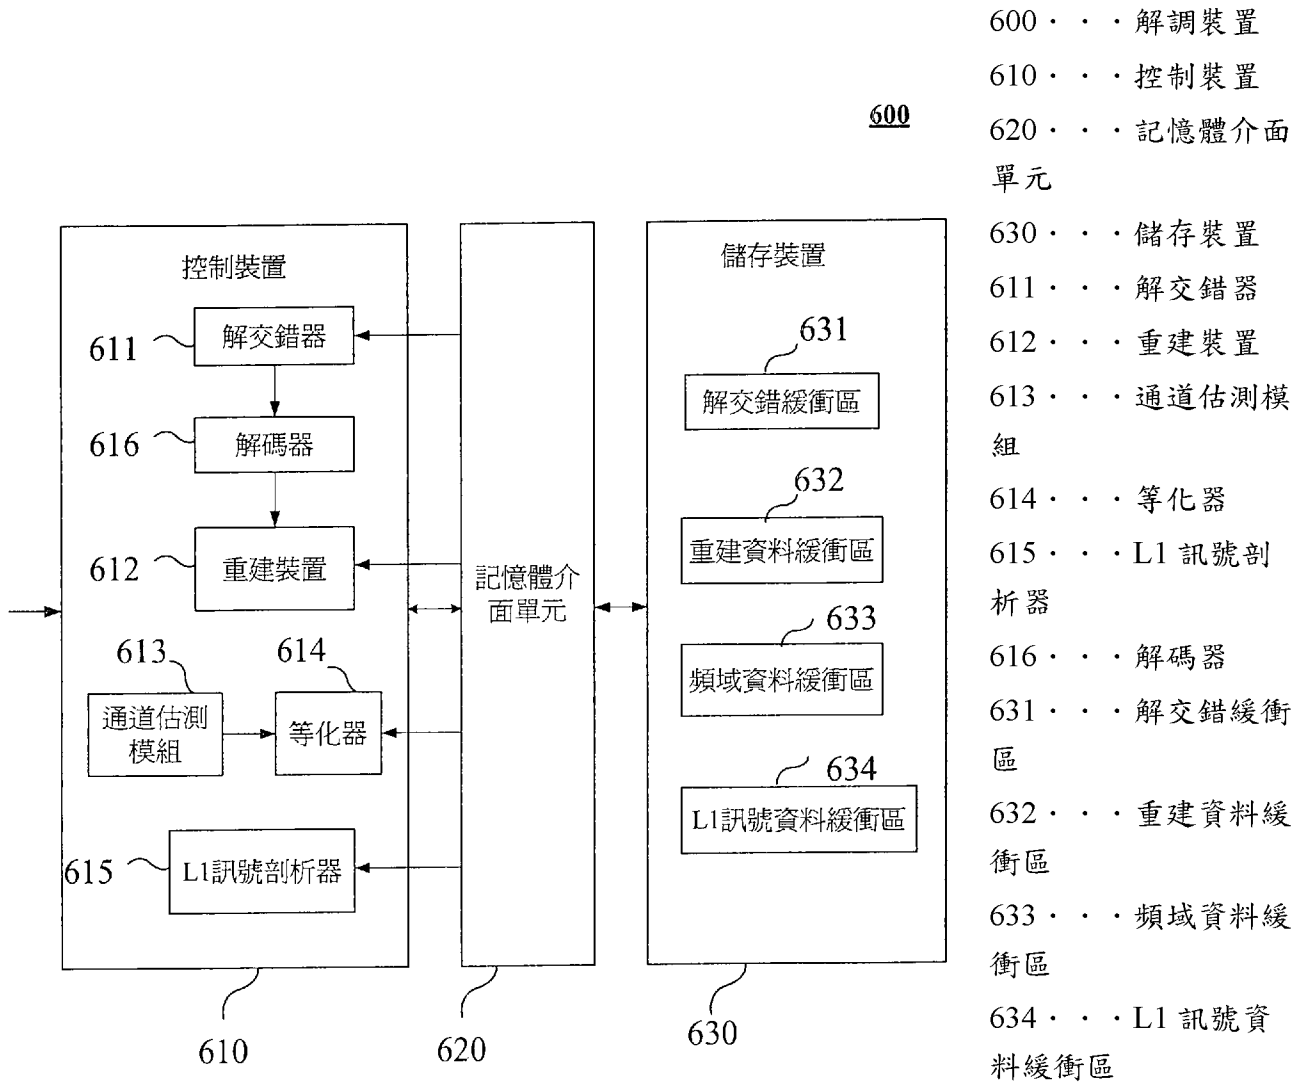 600
控制裝置
解交錯器
611
解碼器
616
重建裝置
612
613
通道估測
模組
614
等化器
L1訊號剖析器
615
610
記憶體介
面單元
620
儲存裝置
631
解交錯緩衝區
632
重建資料緩衝區
633
頻域資料緩衝區
634
L1訊號資料緩衝區
630
600···解調裝置
610···控制裝置
620···記憶體介面
單元
630···儲存裝置
611···解交錯器
612···重建裝置
613···通道估測模
組
614···等化器
615···L1訊號剖
析器
616···解碼器
631···解交錯緩衝
區
632···重建資料緩
衝區
633···頻域資料緩
衝區
634···L1訊號資
料緩衝區